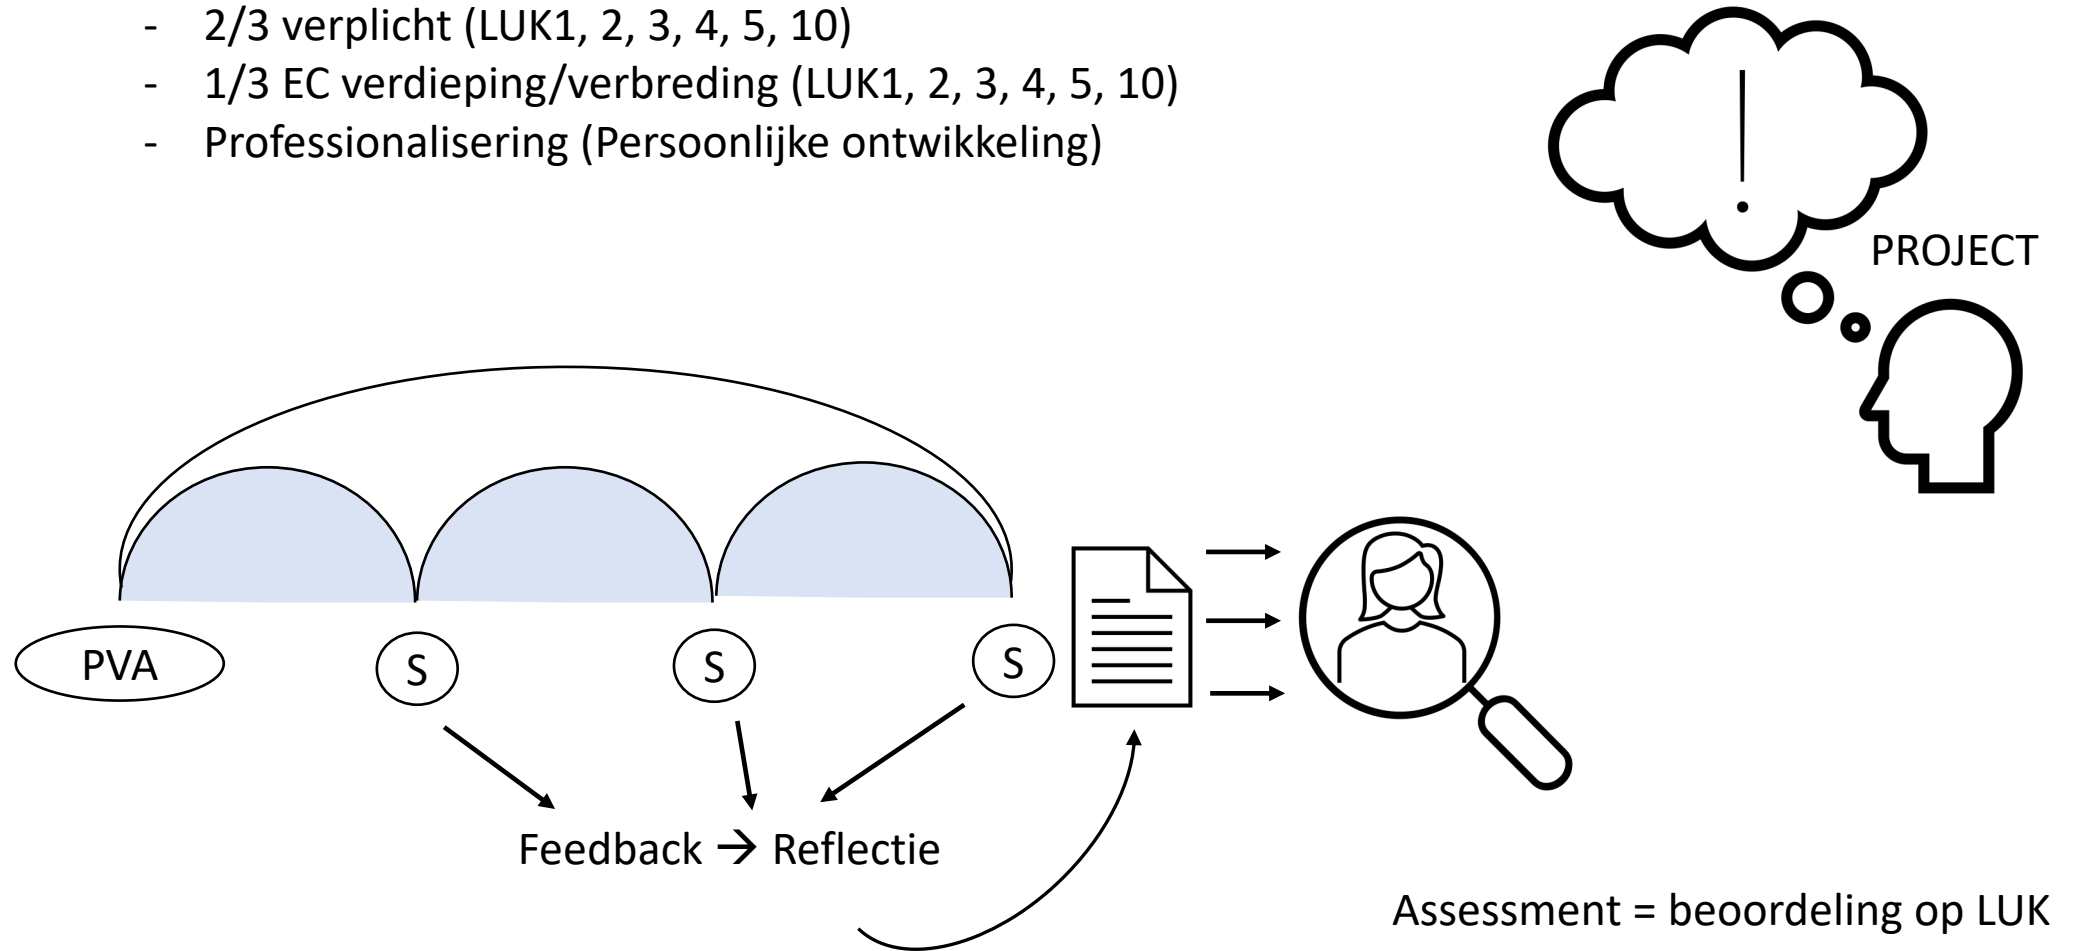 - 2/3 verplicht (LUK1, 2, 3, 4, 5, 10)
- 1/3 EC verdieping/verbreding (LUK1, 2, 3, 4, 5, 10)
- Professionalisering (Persoonlijke ontwikkeling)
!
PROJECT
PVA
S
S
S
Feedback → Reflectie
Assessment = beoordeling op LUK